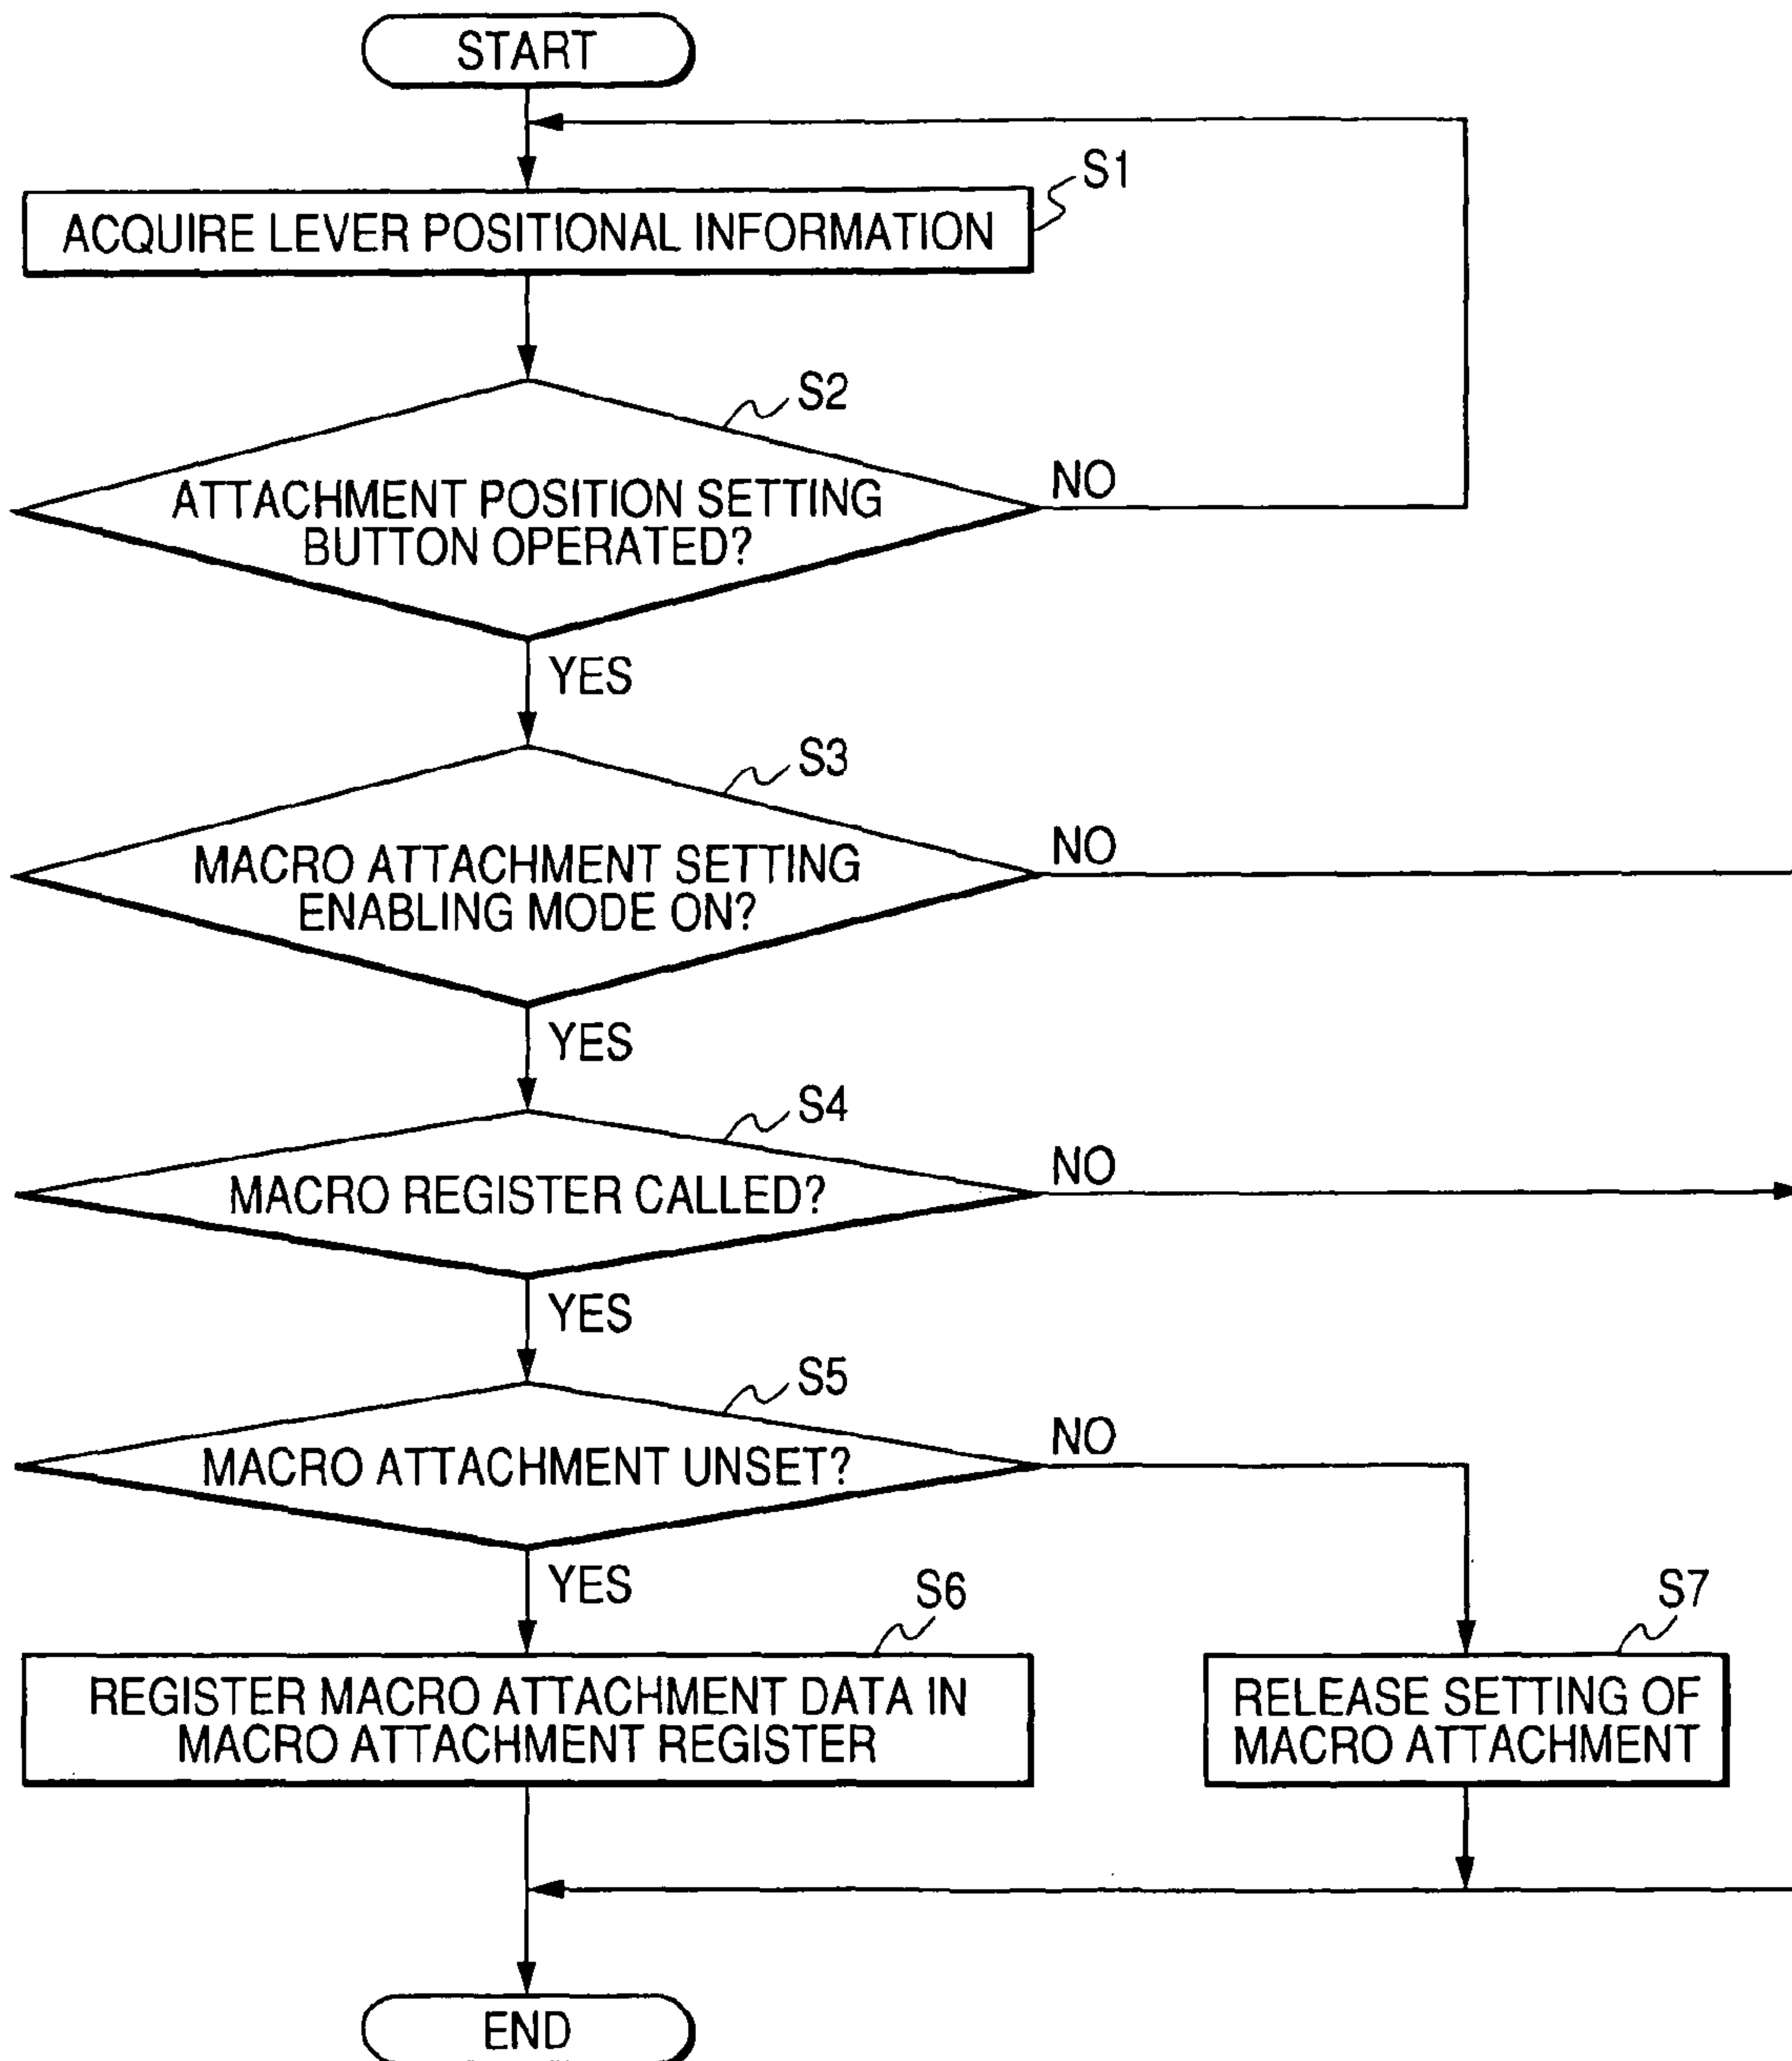 START
S1
ACQUIRE LEVER POSITIONAL INFORMATION
S2
ATTACHMENT POSITION SETTING
BUTTON OPERATED?
NO
YES
S3
MACRO ATTACHMENT SETTING
ENABLING MODE ON?
NO
YES
S4
MACRO REGISTER CALLED?
NO
YES
S5
MACRO ATTACHMENT UNSET?
NO
YES
S6
REGISTER MACRO ATTACHMENT DATA IN
MACRO ATTACHMENT REGISTER
S7
RELEASE SETTING OF
MACRO ATTACHMENT
END